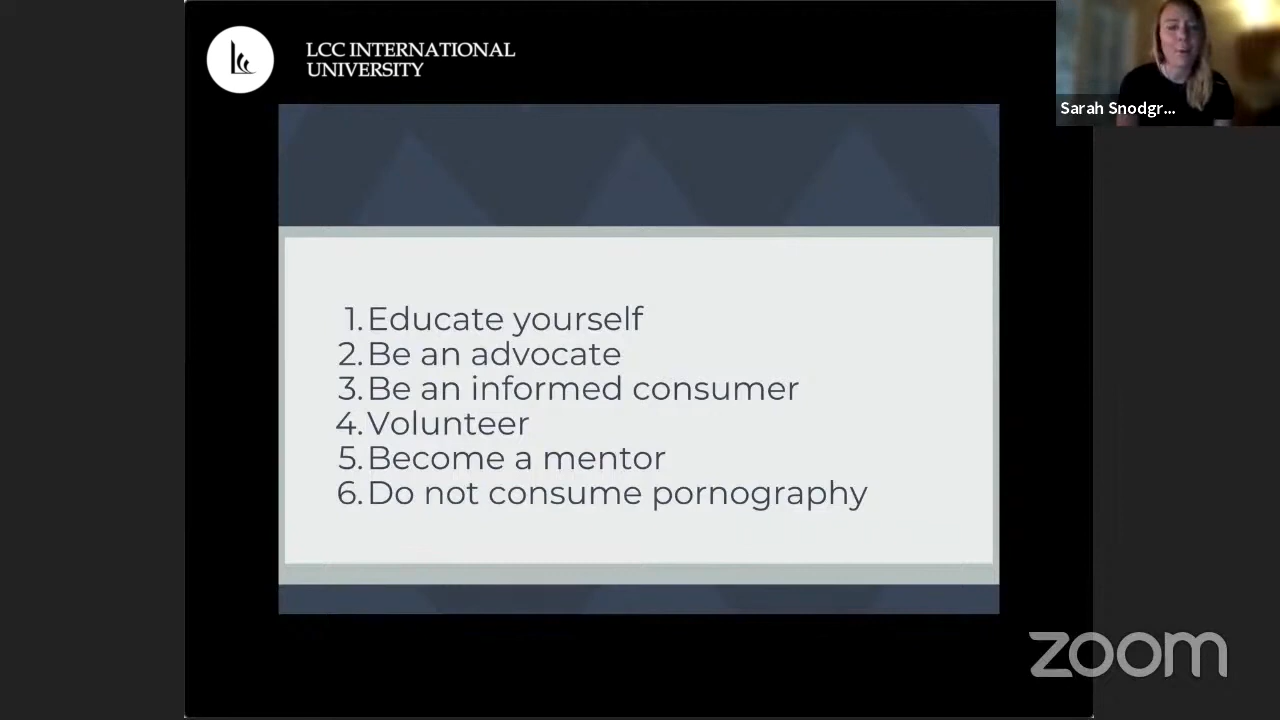 LCC INTERNATIONAL
UNIVERSITY
Sarah Snodgr...
1. Educate yourself
2. Be an advocate
3. Be an informed consumer
4. Volunteer
5. Become a mentor
6. Do not consume pornography
zoom